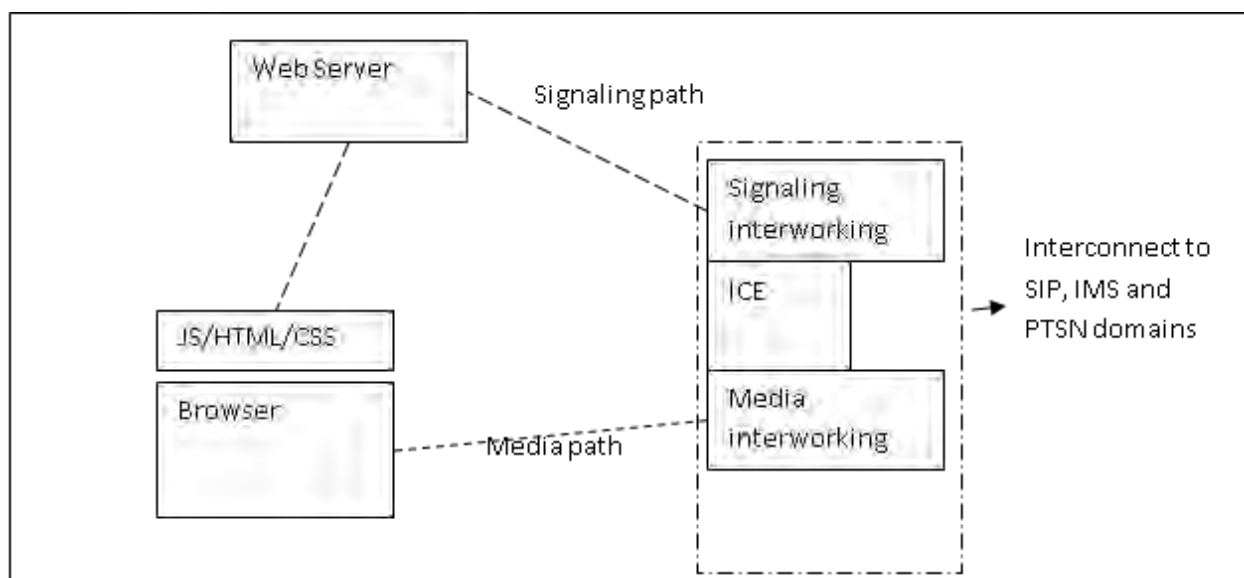 Web Server
Signaling path
Signaling
interworking
Interconnect to
SIP, IMS and
PTSN domains
ICE
JS/HTML/CSS
Browser
Media
interworking
Media path